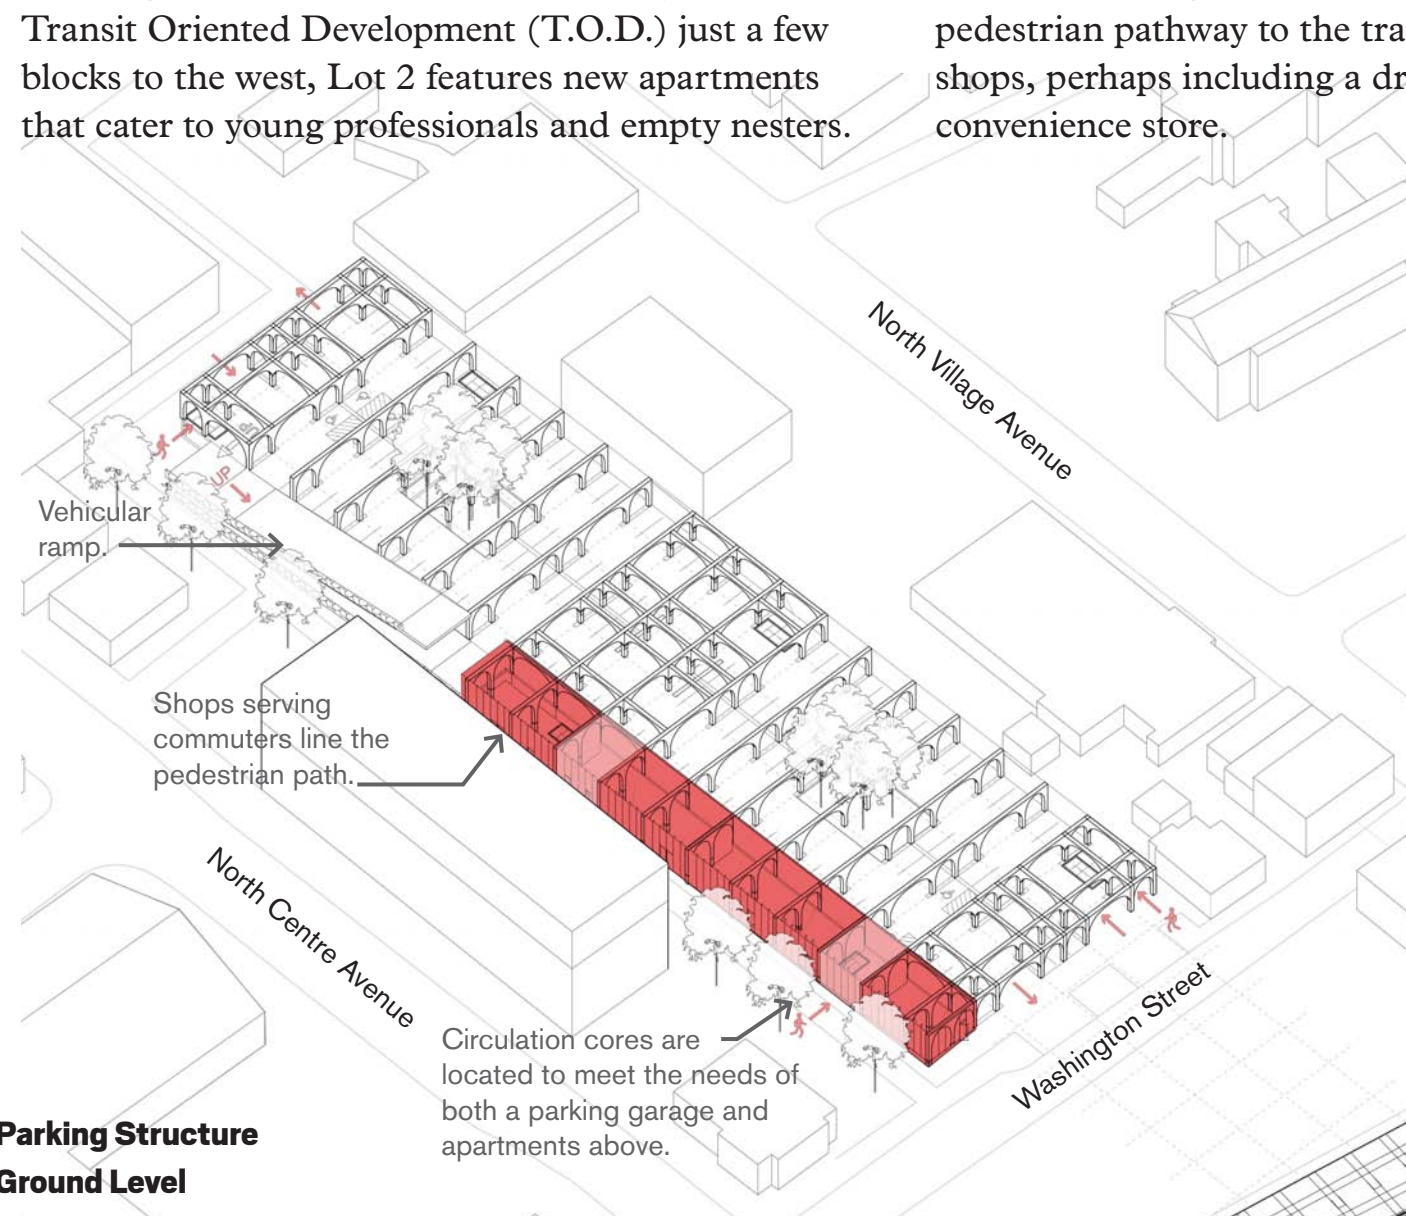 Transit Oriented Development (T.O.D.) just a few
blocks to the west, Lot 2 features new apartments
that cater to young professionals and empty nesters.
pedestrian pathway to the
shops, perhaps including a
convenience store.
North Village Avenue
UP
dn
Vehicular
ramp.
Shops serving
commuters line the
pedestrian path.
North Centre Avenue
Circulation cores are
located to meet the needs of
both a parking garage and
apartments above.
Washington Street
Parking Structure
Ground Level